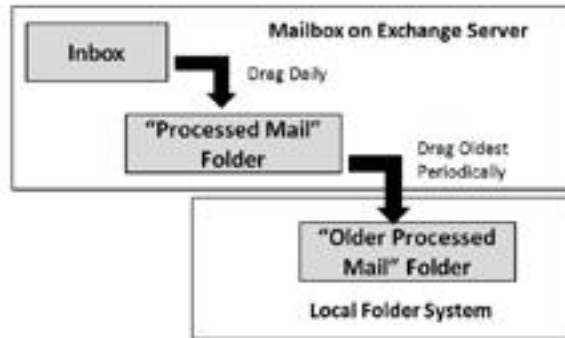 Mailbox on Exchange Server
Inbox
Drag Daily
“Processed Mail”
Folder
Drag Oldest
Periodically
“Older Processed
Mail” Folder
Local Folder System